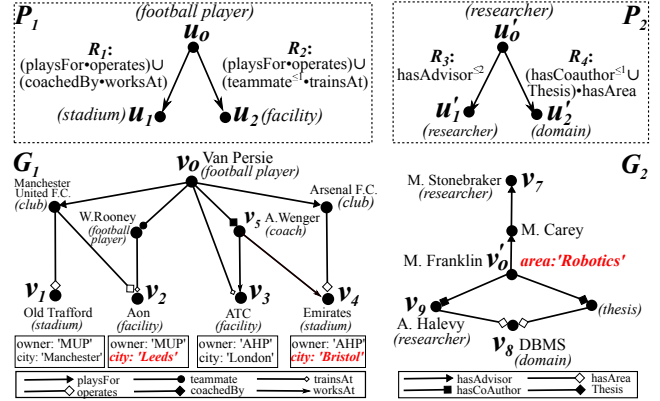 P1
(football player)
uo
R1:
(playsFor•operates)∪
(coachedBy•worksAt)
R2:
(playsFor•operates)∪
(teammate≤1•trainsAt)
(stadium) u1
u2 (facility)
P2
(researcher)
u'o
R3:
hasAdvisor≤2
R4:
(hasCoauthor≤1∪
Thesis)•hasArea
u'1
(researcher)
u'2
(domain)
G1
vo Van Persie
(football player)
Manchester
United F.C.
(club)
Arsenal F.C.
(club)
W.Rooney
(football
player)
v5 A.Wenger
(coach)
v1
v2
v3
v4
Old Trafford
(stadium)
Aon
(facility)
ATC
(facility)
Emirates
(stadium)
owner: 'MUP'
city: 'Manchester'
owner: 'MUP'
city: 'Leeds'
owner: 'AHP'
city: 'London'
owner: 'AHP'
city: 'Bristol'
playsFor
teammate
trainsAt
operates
coachedBy
worksAt
G2
M. Stonebraker
(researcher)
v7
M. Carey
M. Franklin v'o area:'Robotics'
v9
A. Halevy
(researcher)
(thesis)
v8 DBMS
(domain)
hasAdvisor
hasArea
hasCoAuthor
Thesis